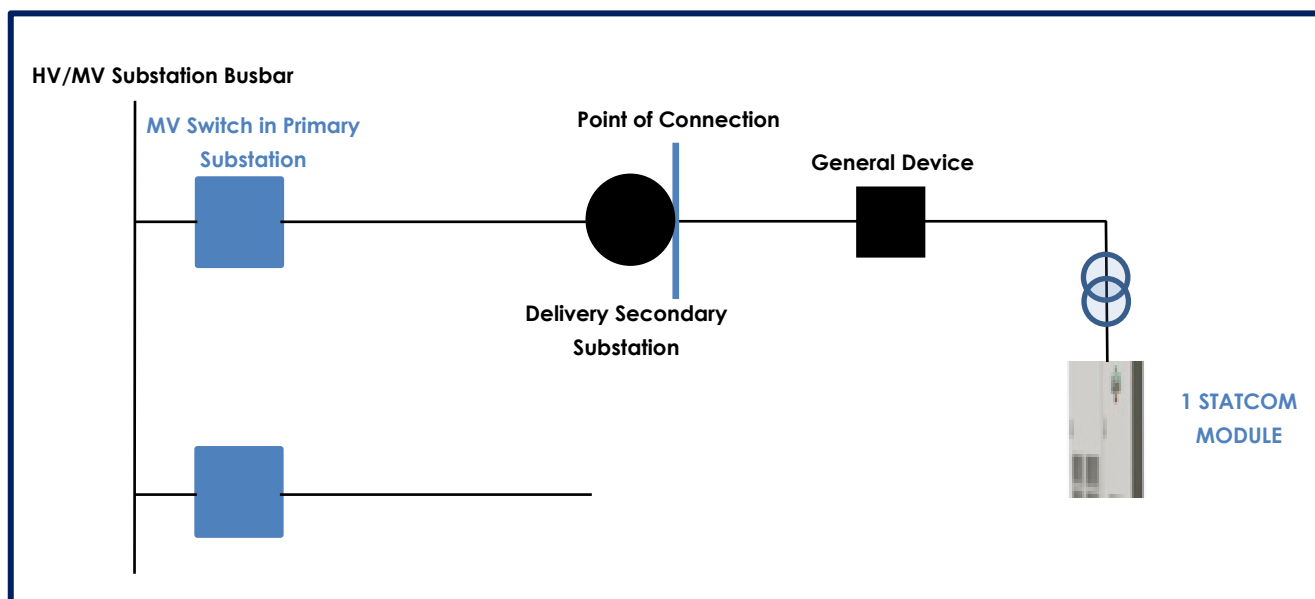 HV/MV Substation Busbar
MV Switch in Primary
Substation
Point of Connection
General Device
Delivery Secondary
Substation
1 STATCOM
MODULE